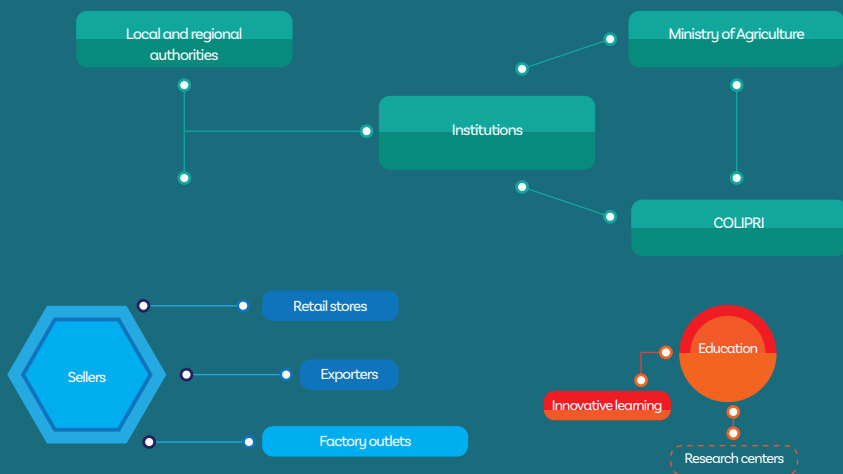 Local and regional
authorities
Ministry of Agriculture
Institutions
COLIPRI
Retail stores
Sellers
Exporters
Factory outlets
Education
Innovative learning
Research centers